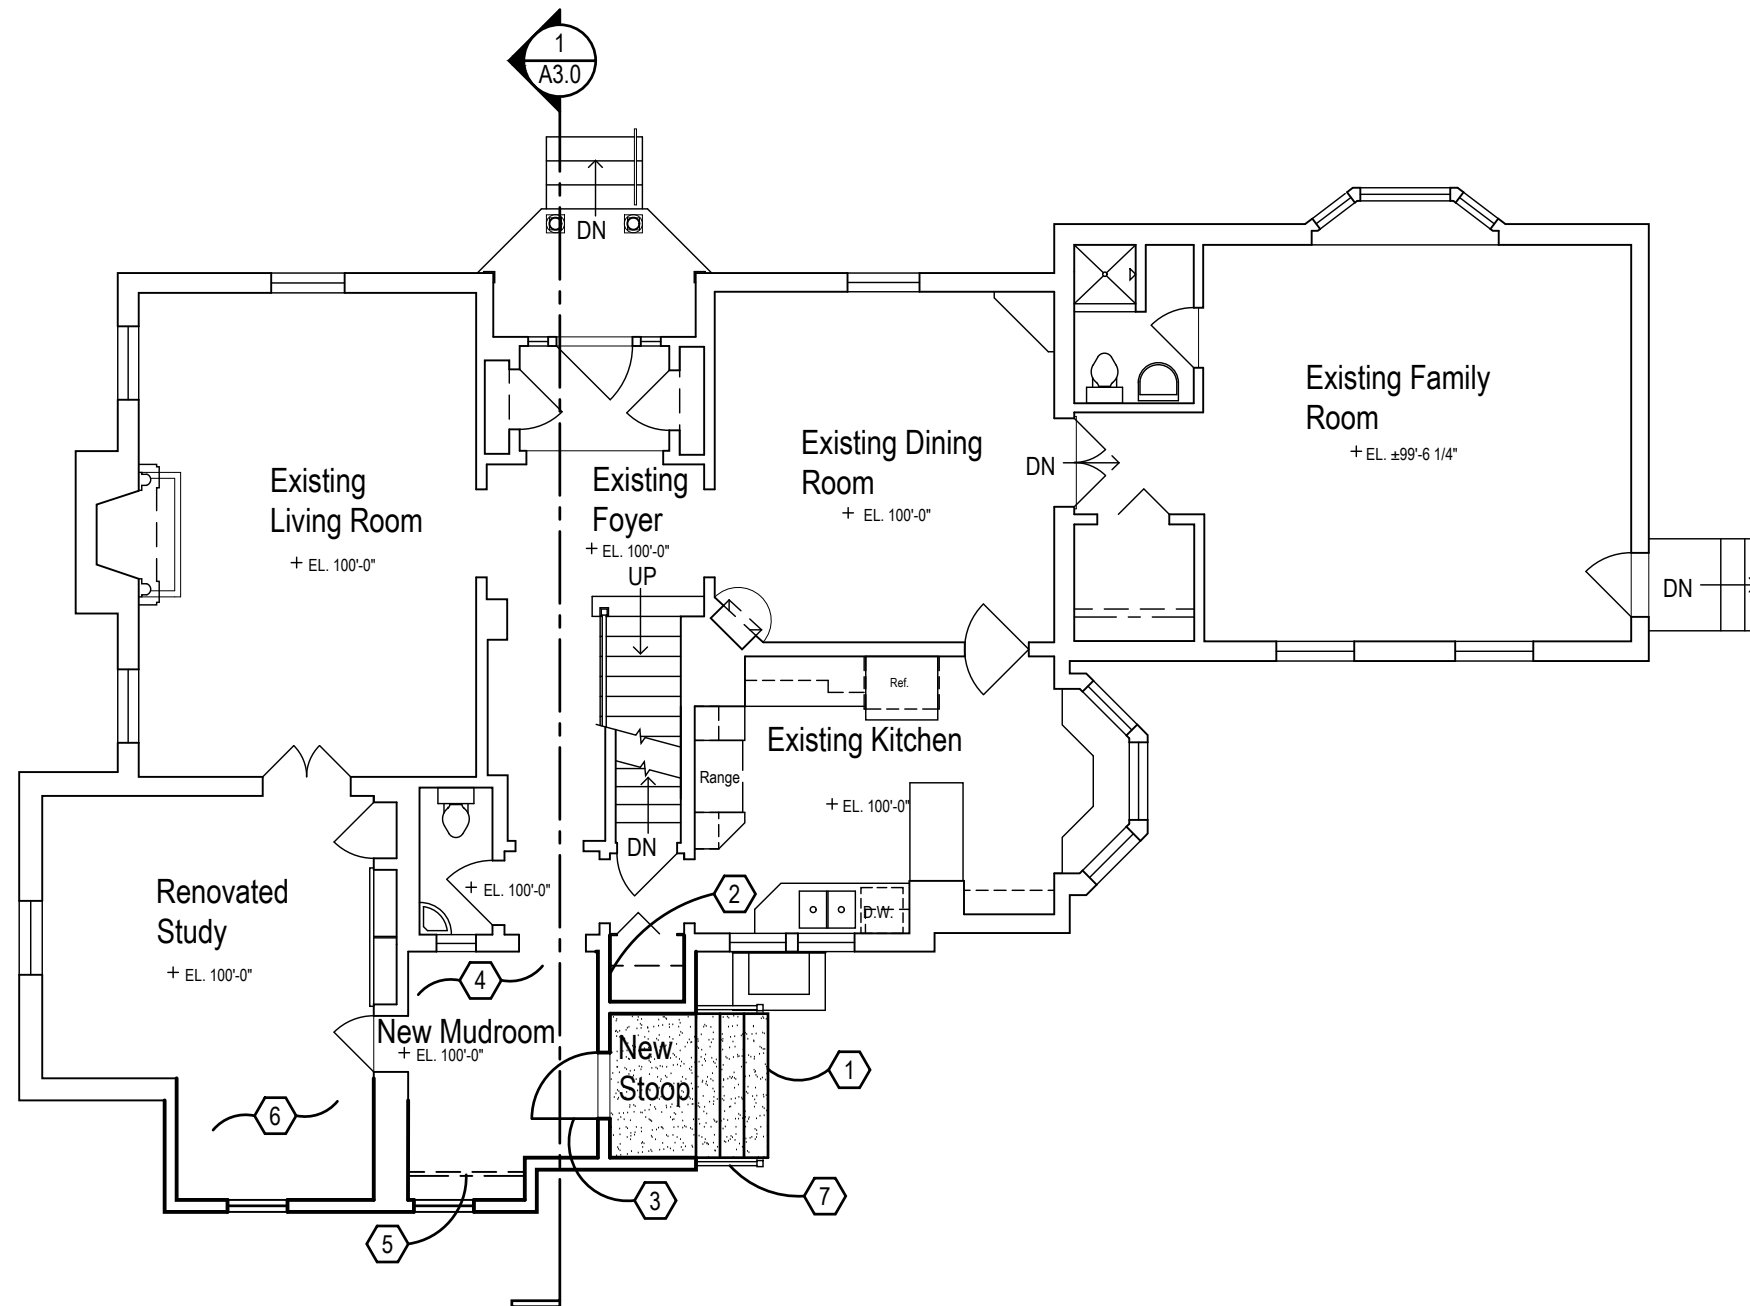 1
A3.0
DN
Existing Family
Room
EL. ±99'-6 1/4"
Existing Dining
Room
EL. 100'-0"
DN
Existing
Living Room
EL. 100'-0"
Existing
Foyer
EL. 100'-0"
UP
DN
Ref.
Existing Kitchen
Range
EL. 100'-0"
DN
Renovated
Study
EL. 100'-0"
EL. 100'-0"
2
D.W.
4
New Mudroom
EL. 100'-0"
New
Stoop
1
6
3
7
5